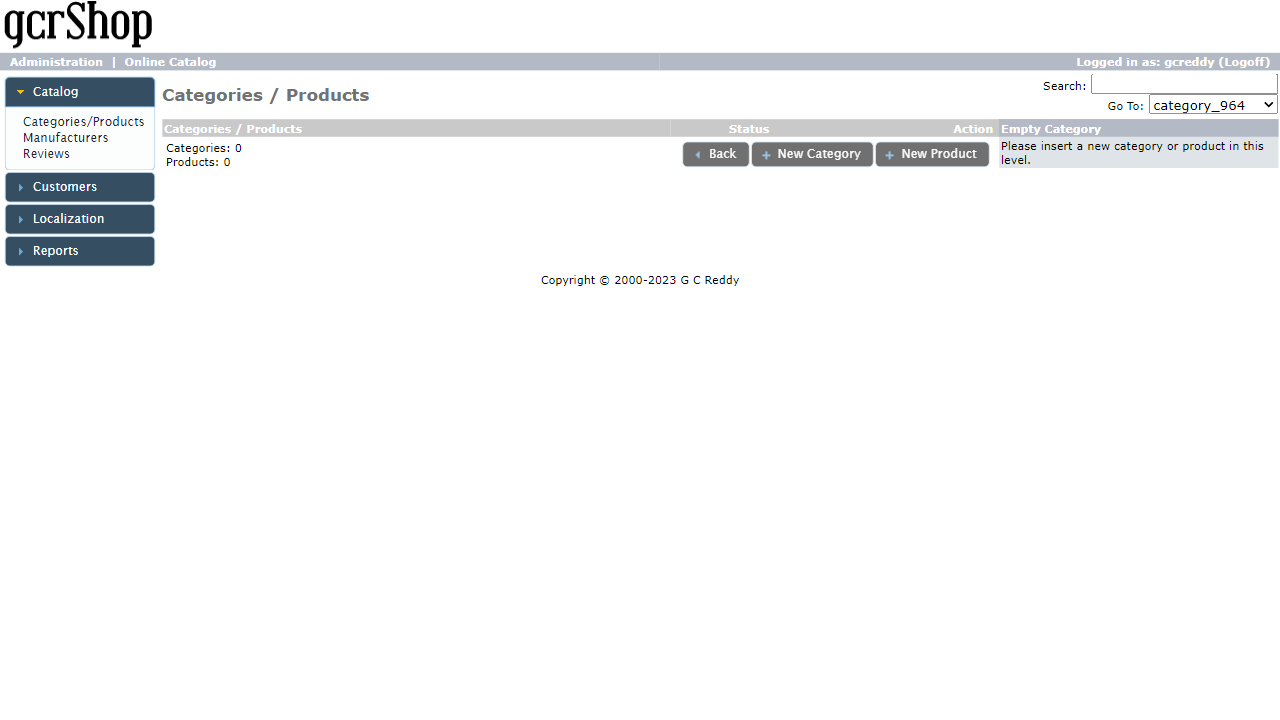 gcrShop
Administration | Online Catalog
Logged in as: gcreddy (Logoff)
Catalog
Categories/Products
Manufacturers
Reviews
Customers
Localization
Reports
Categories / Products
Search:
Go To: category_964
Categories / Products Status Action
Categories: 0
Products: 0
Back New Category New Product
Empty Category
Please insert a new category or product in this
level.
Copyright © 2000-2023 G C Reddy